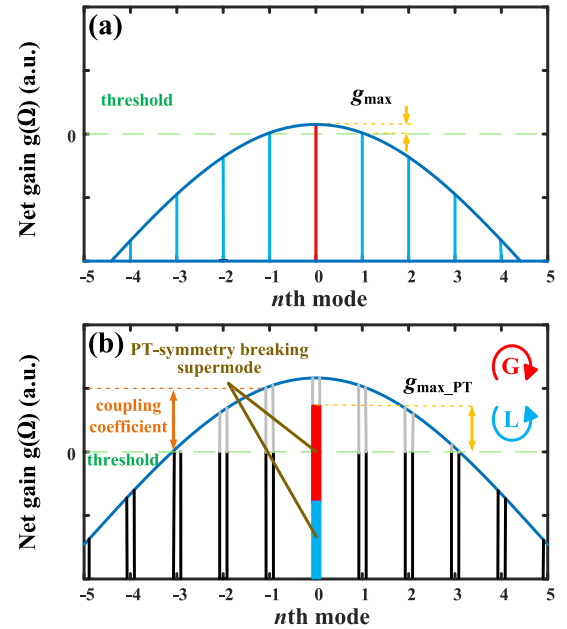 (a)
Net gain g(Ω) (a.u.)
threshold
g_max
0
-5 -4 -3 -2 -1 0 1 2 3 4 5
nth mode
(b)
PT-symmetry breaking
supermode
G
L
g_max_PT
coupling
coefficient
Net gain g(Ω) (a.u.)
threshold
0
-5 -4 -3 -2 -1 0 1 2 3 4 5
nth mode